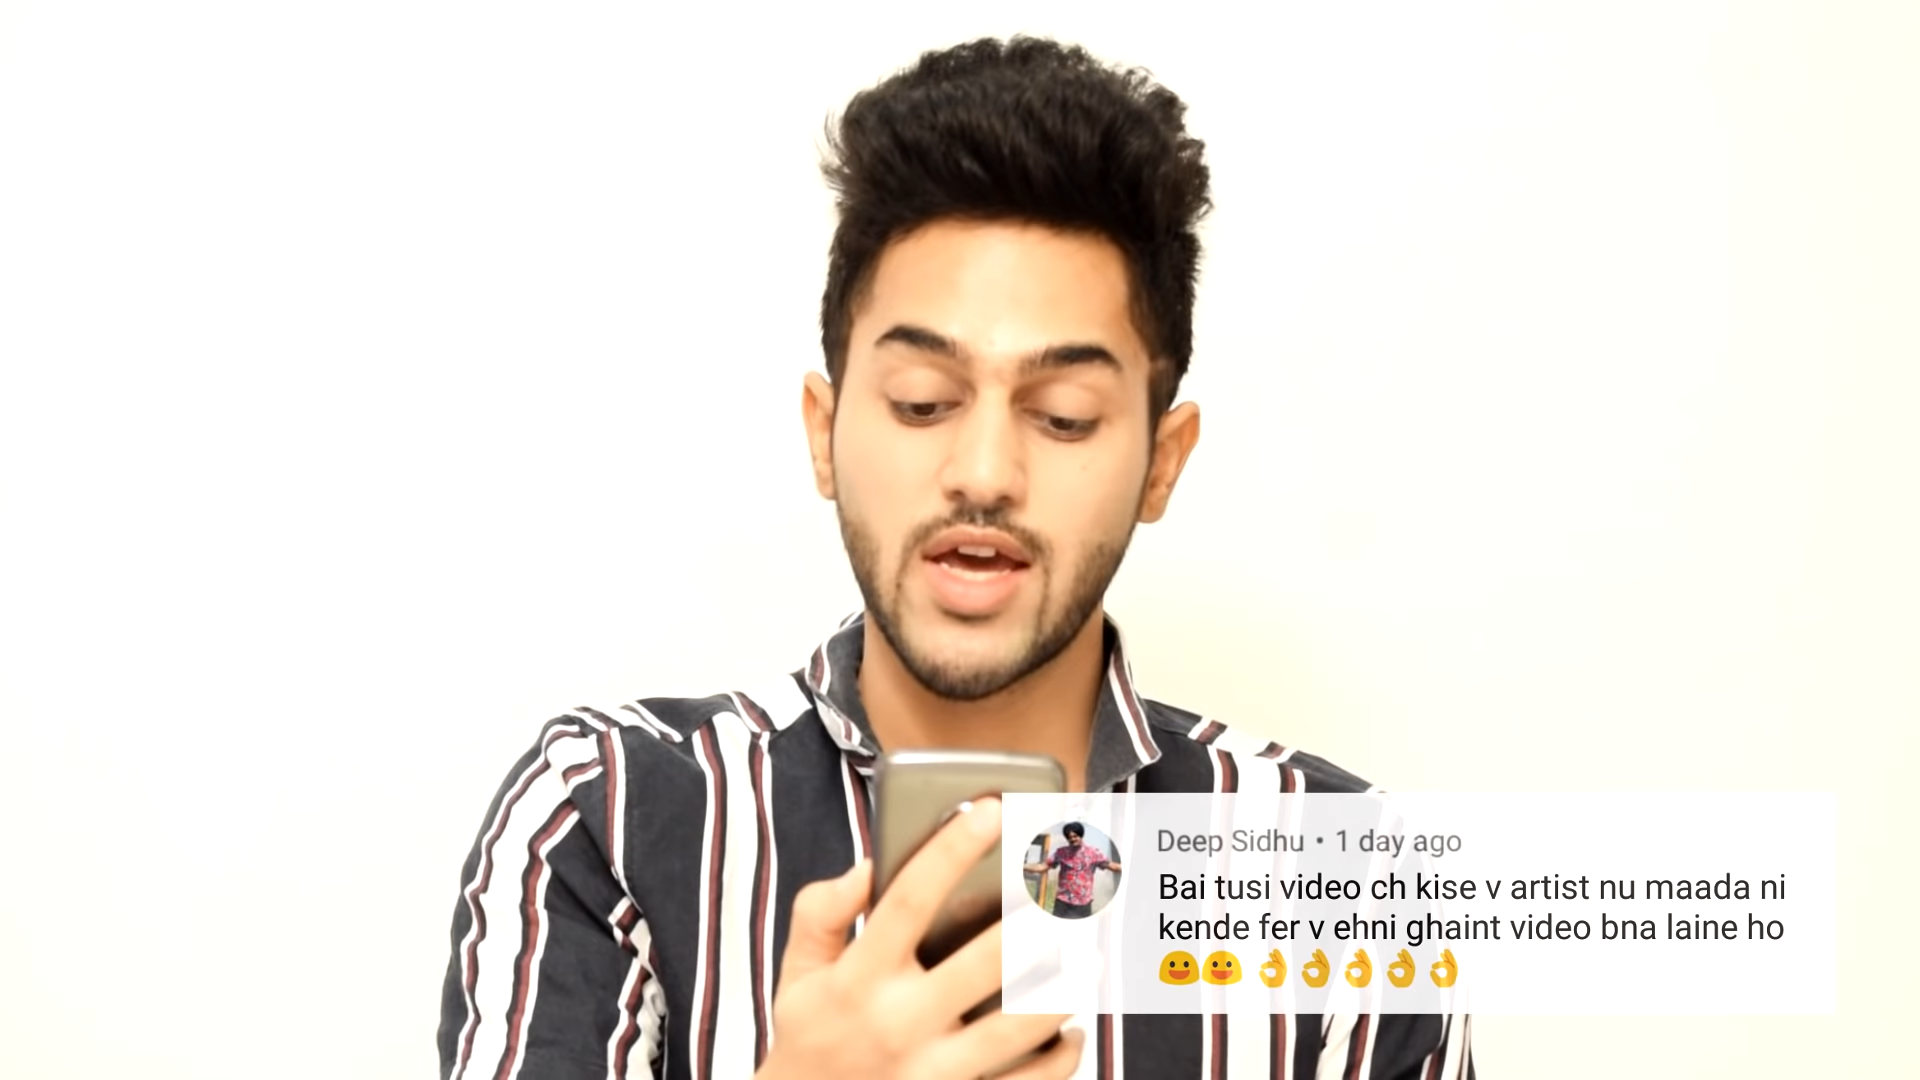 Deep Sidhu • 1 day ago
Bai tusi video ch kise v artist nu maada ni
kende fer v ehni ghaint video bna laine ho
😃😃👌👌👌👌👌